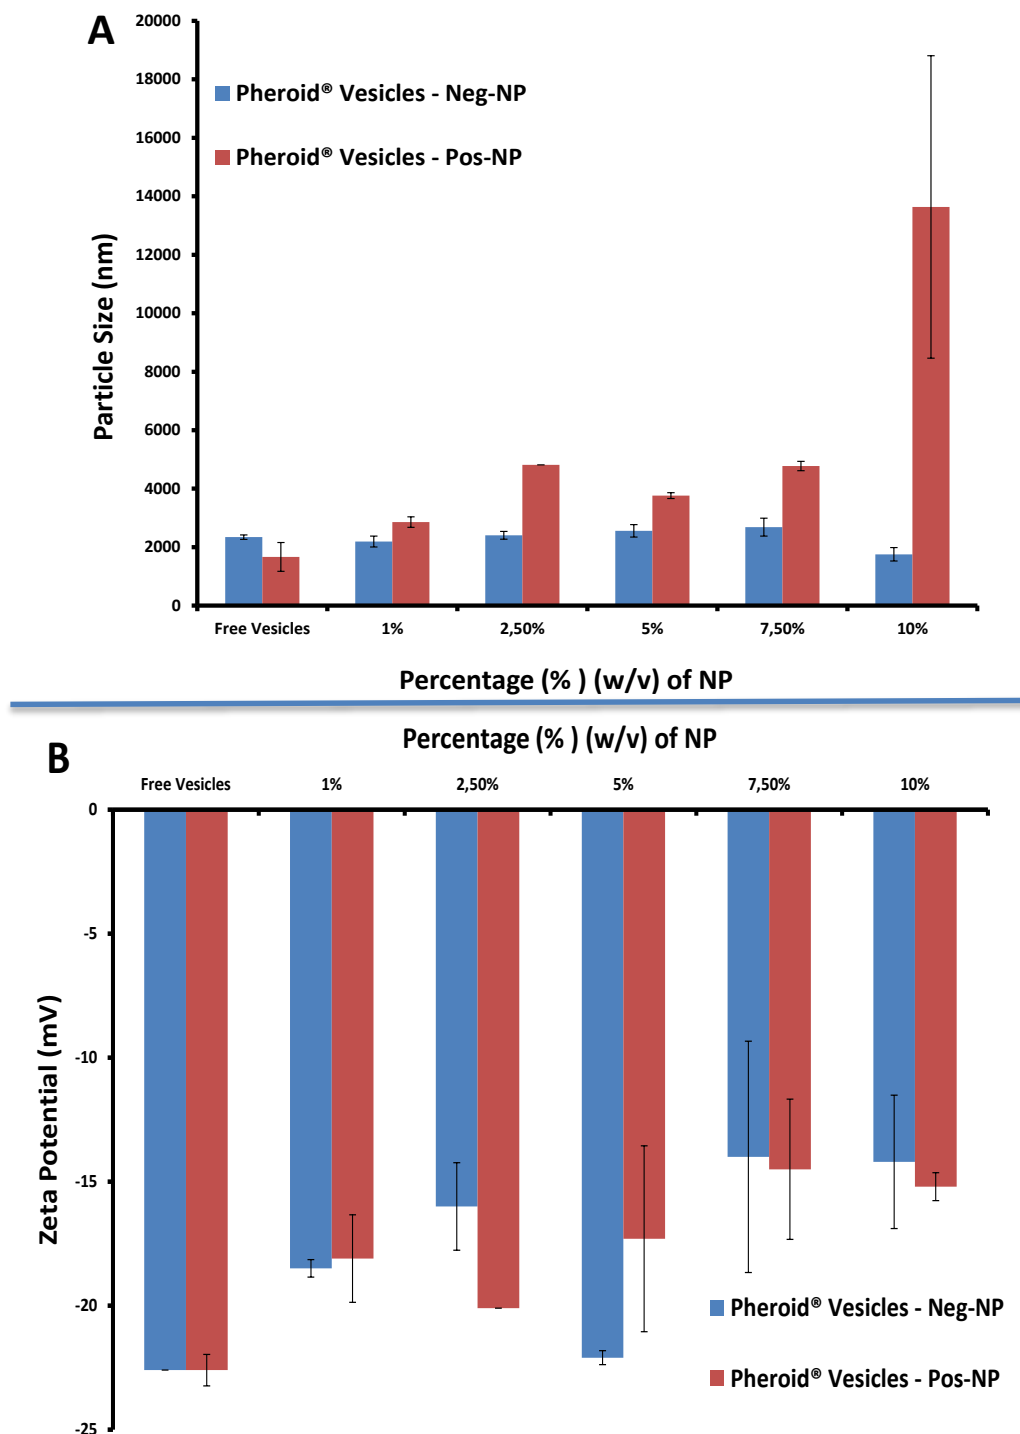 A
20000
18000
16000
14000
12000
10000
8000
6000
4000
2000
0
Particle Size (nm)
Pheroid® Vesicles - Neg-NP
Pheroid® Vesicles - Pos-NP
Free Vesicles 1% 2,50% 5% 7,50% 10%
Percentage (% ) (w/v) of NP
Percentage (% ) (w/v) of NP
B
Free Vesicles 1% 2,50% 5% 7,50% 10%
0
-5
-10
-15
-20
-25
Zeta Potential (mV)
Pheroid® Vesicles - Neg-NP
Pheroid® Vesicles - Pos-NP